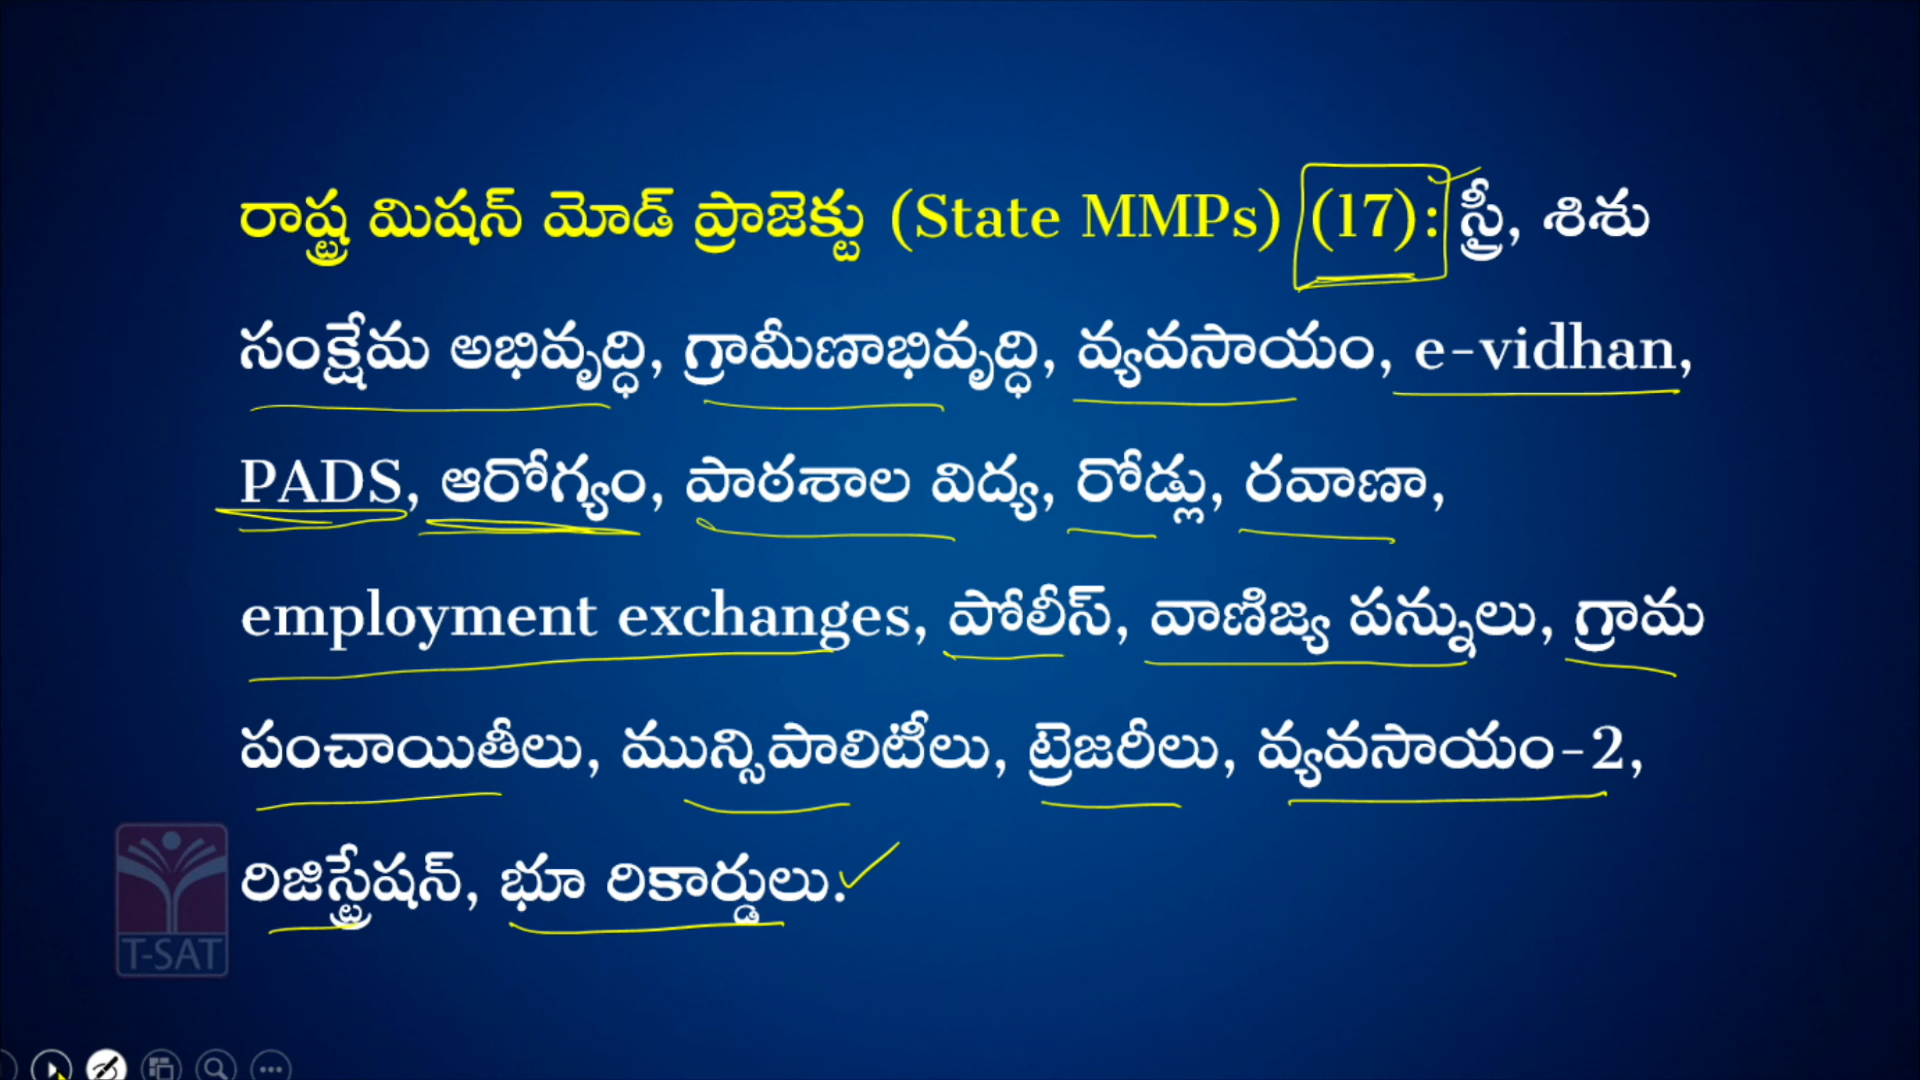 రాష్ట్ర మిషన్ మోడ్ ప్రాజెక్టు (State MMPs) (17): స్త్రీ, శిశు
సంక్షేమ అభివృద్ధి, గ్రామీణాభివృద్ధి, వ్యవసాయం, e-vidhan,
PADS, ఆరోగ్యం, పాఠశాల విద్య, రోడ్లు, రవాణా,
employment exchanges, పోలీస్, వాణిజ్య పన్నులు, గ్రామ
పంచాయితీలు, మున్సిపాలిటీలు, ట్రెజరీలు, వ్యవసాయం-2,
రిజిస్ట్రేషన్, భూ రికార్డులు.
T-SAT